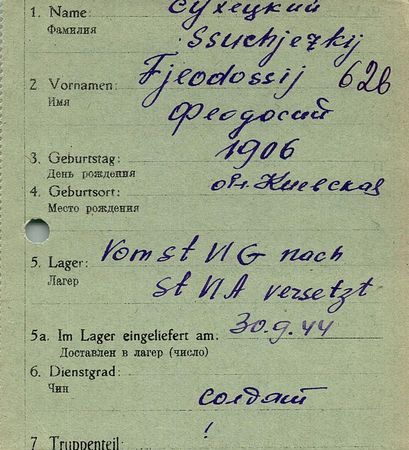 1. Name: Сухецкий
Фамилия Ssuchjezkij
2 Vornamen: Fjeodossij 626
Имя Феодосий
3. Geburtstag: 1906
День рождения
4. Geburtsort: обл. Киевская
Место рождения
5. Lager: Vom st VI G nach
Лагер st VI A versetzt
5a. Im Lager eingeliefert am: 30.9.44
Доставлен в лагер (число)
6. Dienstgrad:
Чин солдат
!
7 Truppenteil: